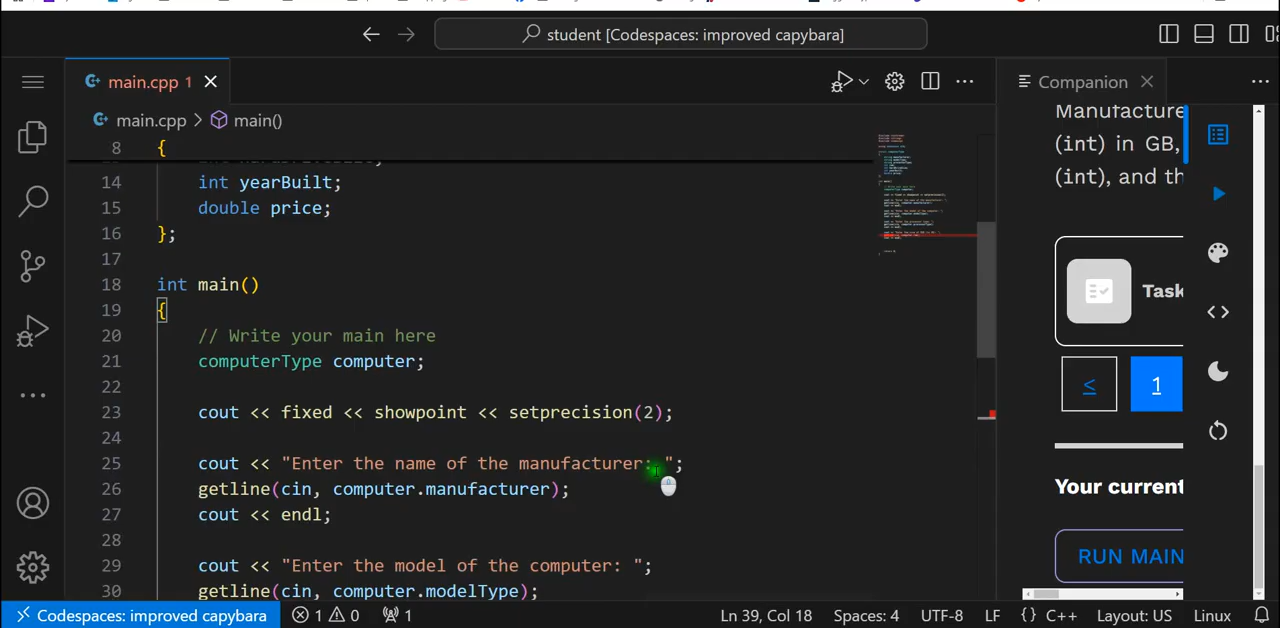 student [Codespaces: improved capybara]
main.cpp 1
Companion
main.cpp > main()
8 {
14 int yearBuilt;
15 double price;
16 };
17
18 int main()
19 {
20 // Write your main here
21 computerType computer;
22
23 cout << fixed << showpoint << setprecision(2);
24
25 cout << "Enter the name of the manufacturer: ";
26 getline(cin, computer.manufacturer);
27 cout << endl;
28
29 cout << "Enter the model of the computer: ";
30 getline(cin, computer.modelType);
Manufacture
(int) in GB,
(int), and th
Task
≤ 1
Your current
RUN MAIN
Codespaces: improved capybara 1 0 1 Ln 39, Col 18 Spaces: 4 UTF-8 LF {} C++ Layout: US Linux